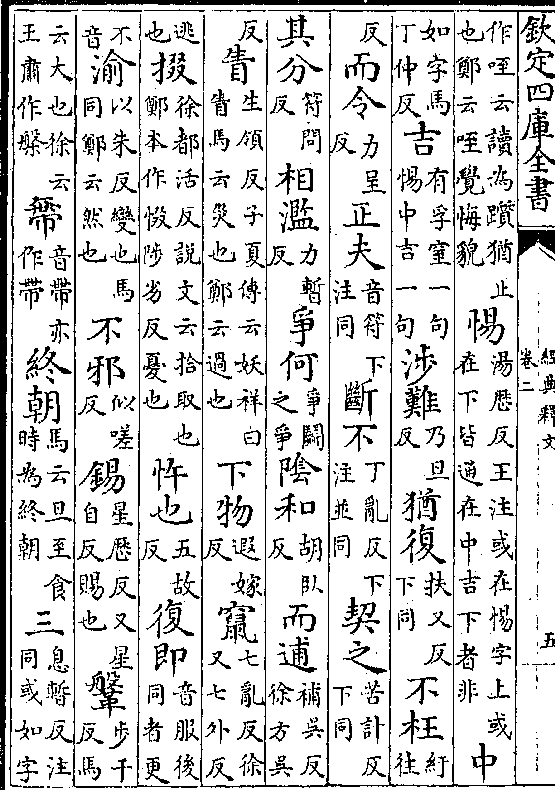 欽定四庫全書
經典釋文
卷二
五
作咥云讀為躓猶止也鄭云咥覺悔貌惕湯歷反王注或在惕字上或在下皆通在中吉下者非中
如字馬丁仲反吉有孚窒一句惕中吉一句涉難乃旦反猶復扶又反下同不枉紆往
反而令力呈反正夫音符下注同斷不丁亂反下注並同契之苦計反下同
其分符問反相濫力暫反爭何爭鬭之爭陰和胡臥反而逋補吳反徐方吳
反眚生領反子夏傳云妖祥曰眚馬云災也鄭云過也下物遐嫁反竄七亂反徐又七外反
逃也掇徐都活反說文云拾取也鄭本作惙陟劣反憂也忤也五故反復即音服後同者更
不音渝以朱反變也馬同鄭云然也不邪似嗟反錫星歷反又星自反賜也鞶步干反馬
云大也徐云王肅作槃帶音帶亦作帶終朝馬云旦至食時為終朝三息暫反注同或如字